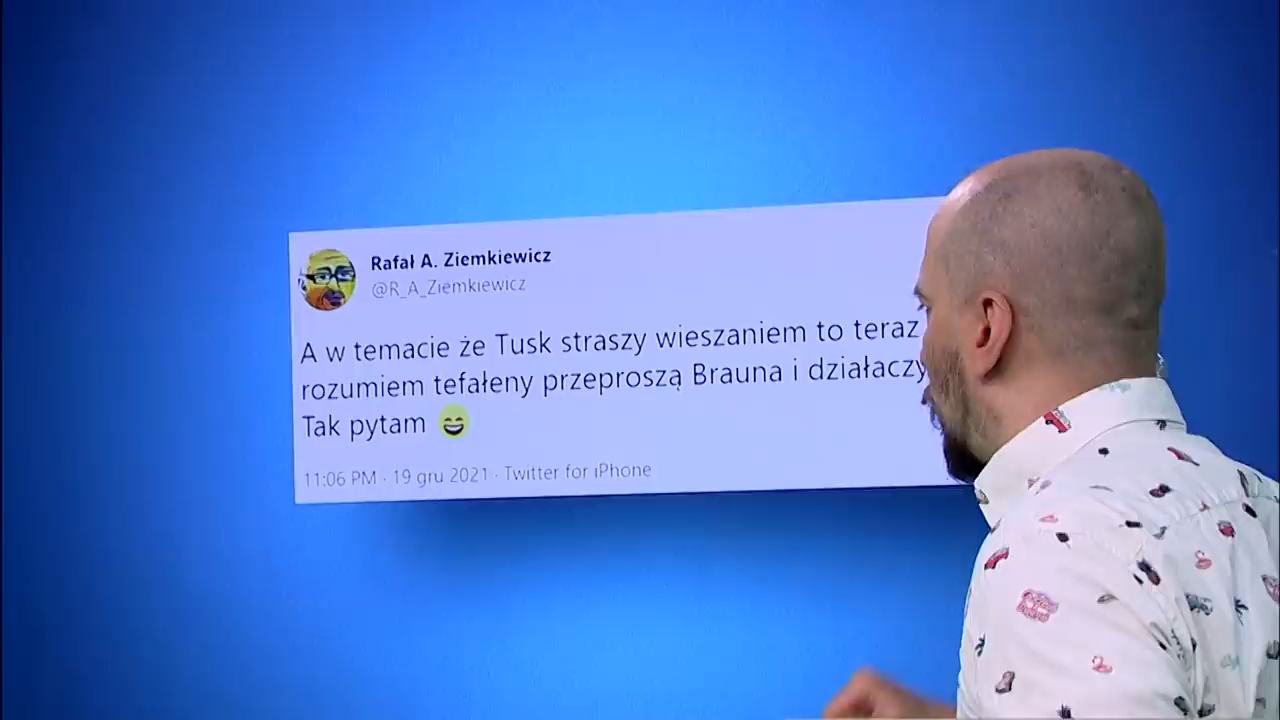 Rafał A. Ziemkiewicz
@R_A_Ziemkiewicz
A w temacie że Tusk straszy wieszaniem to teraz
rozumiem tefałeny przeproszą Brauna i działaczy
Tak pytam 😄
11:06 PM · 19 gru 2021 · Twitter for iPhone